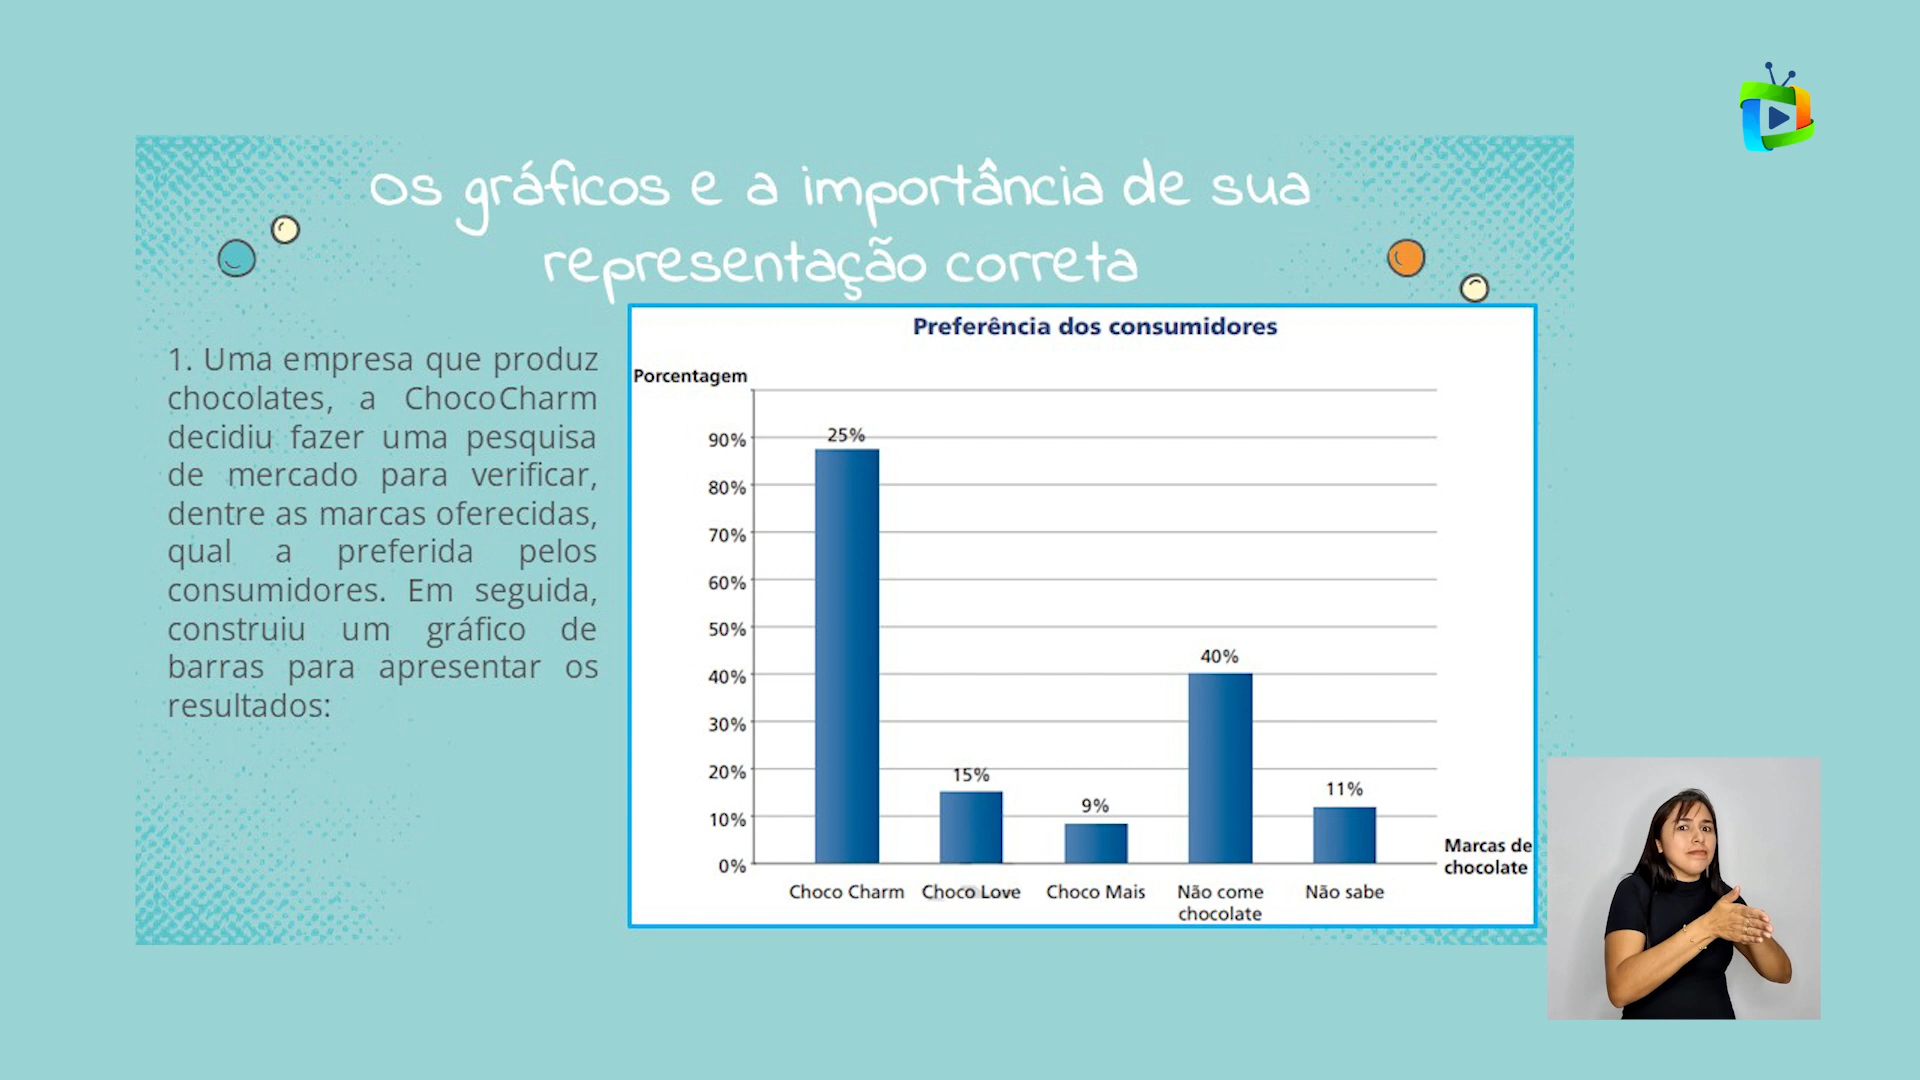 Os gráficos e a importância de sua
representação correta
1. Uma empresa que produz
chocolates, a ChocoCharm
decidiu fazer uma pesquisa
de mercado para verificar,
dentre as marcas oferecidas,
qual a preferida pelos
consumidores. Em seguida,
construiu um gráfico de
barras para apresentar os
resultados:
Preferência dos consumidores
Porcentagem
90%
80%
70%
60%
50%
40%
30%
20%
10%
0%
25%
15%
9%
40%
11%
Choco Charm
Choco Love
Choco Mais
Não come
chocolate
Não sabe
Marcas de
chocolate